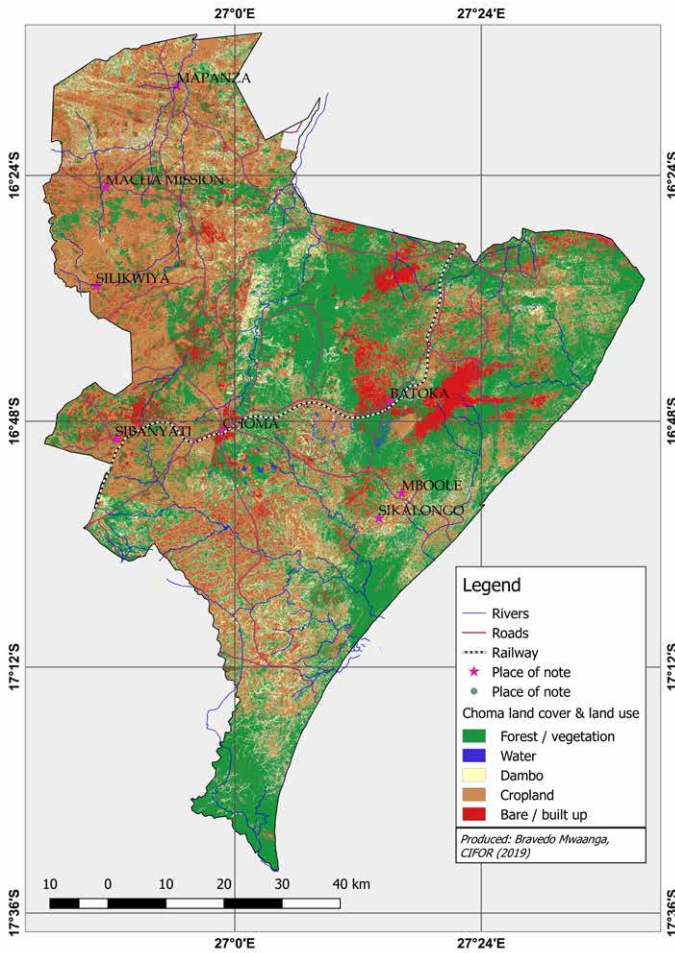 27°0'E 27°24'E
MAPANZA
16°24'S 16°24'S
MACHA MISSION
SILIKWIYA
BATOKA
16°48'S 16°48'S
CHOMA
SIBANYATI
MBOOLE
SIKALONGO
Legend
Rivers
Roads
Railway
17°12'S 17°12'S
Place of note
Place of note
Choma land cover & land use
Forest / vegetation
Water
Dambo
Cropland
Bare / built up
Produced: Bravedo Mwaanga,
CIFOR (2019)
10 0 10 20 30 40 km
17°36'S 17°36'S
27°0'E 27°24'E